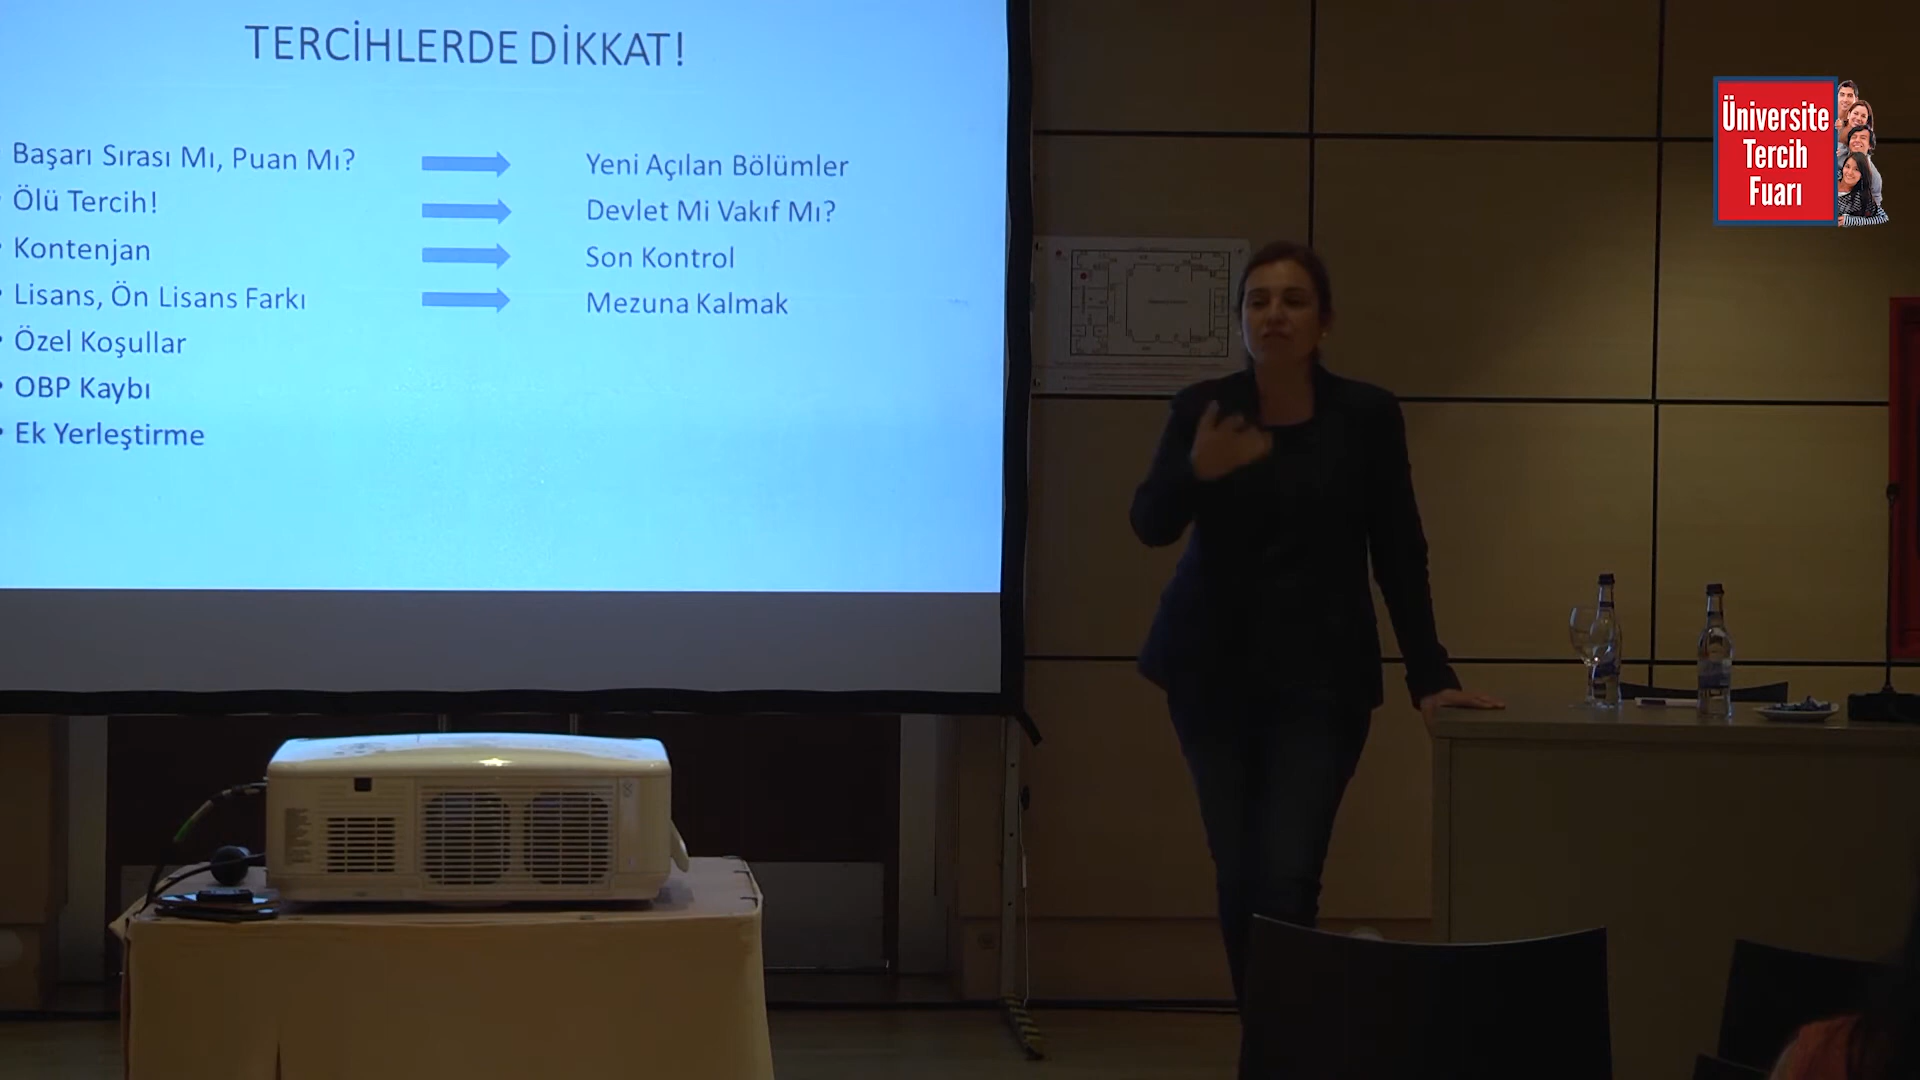 TERCİHLERDE DİKKAT!
Başarı Sırası Mı, Puan Mı?
Ölü Tercih!
Kontenjan
Lisans, Ön Lisans Farkı
Özel Koşullar
OBP Kaybı
Ek Yerleştirme
Yeni Açılan Bölümler
Devlet Mi Vakıf Mı?
Son Kontrol
Mezuna Kalmak
Üniversite
Tercih
Fuarı